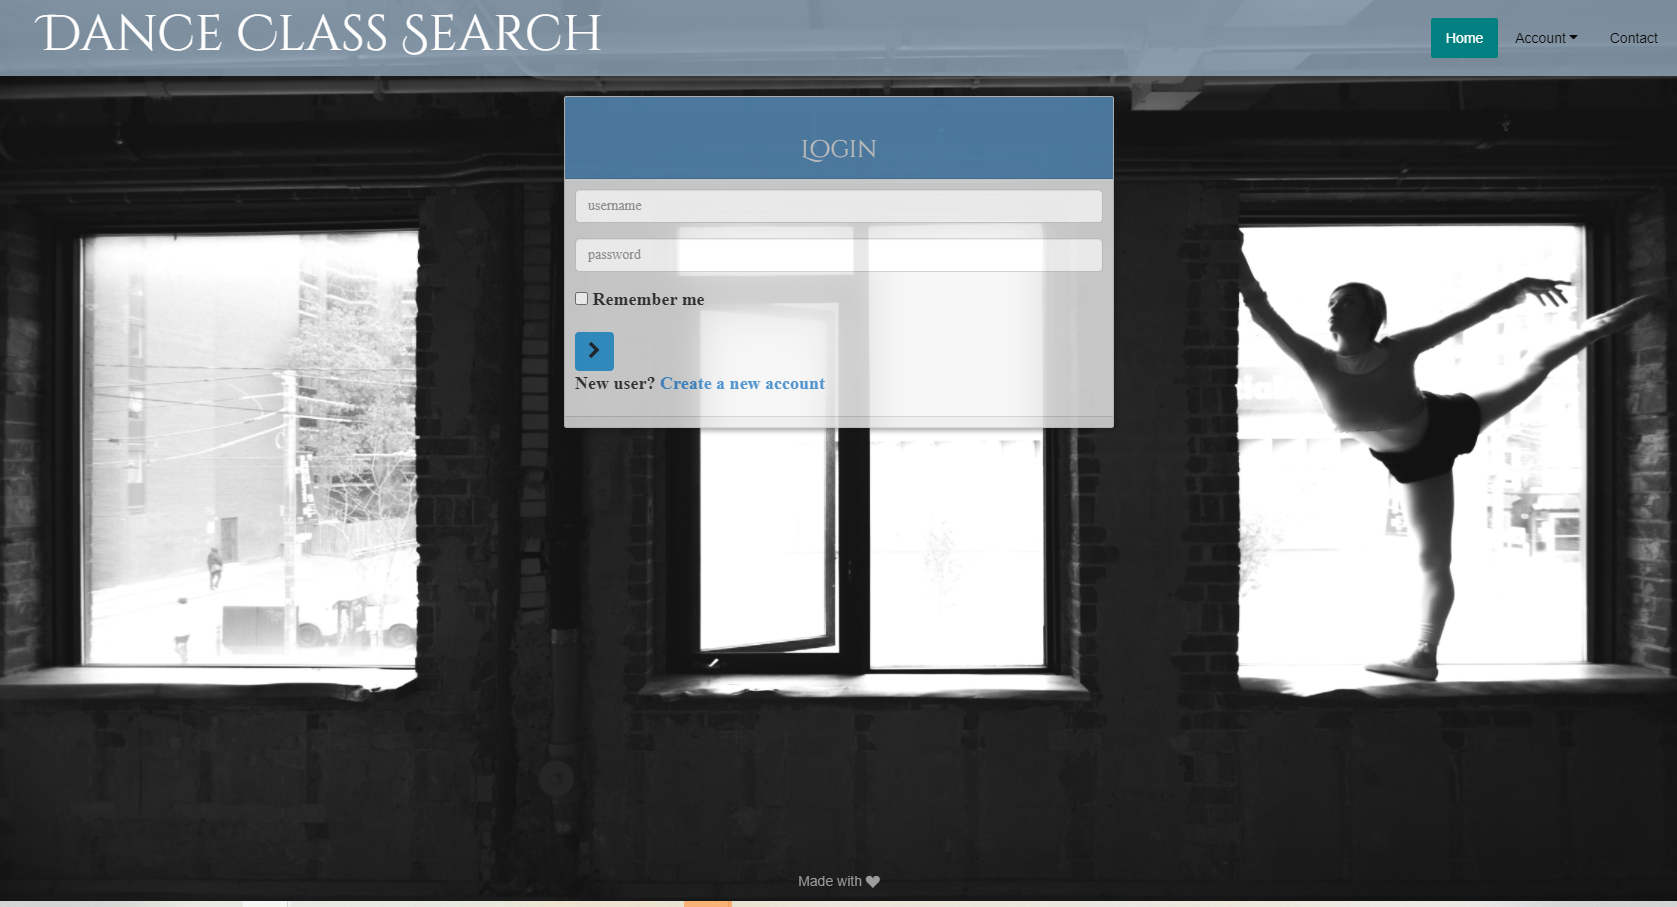 Dance Class Search
Home Account Contact
Login
username
password
Remember me
New user? Create a new account
Made with